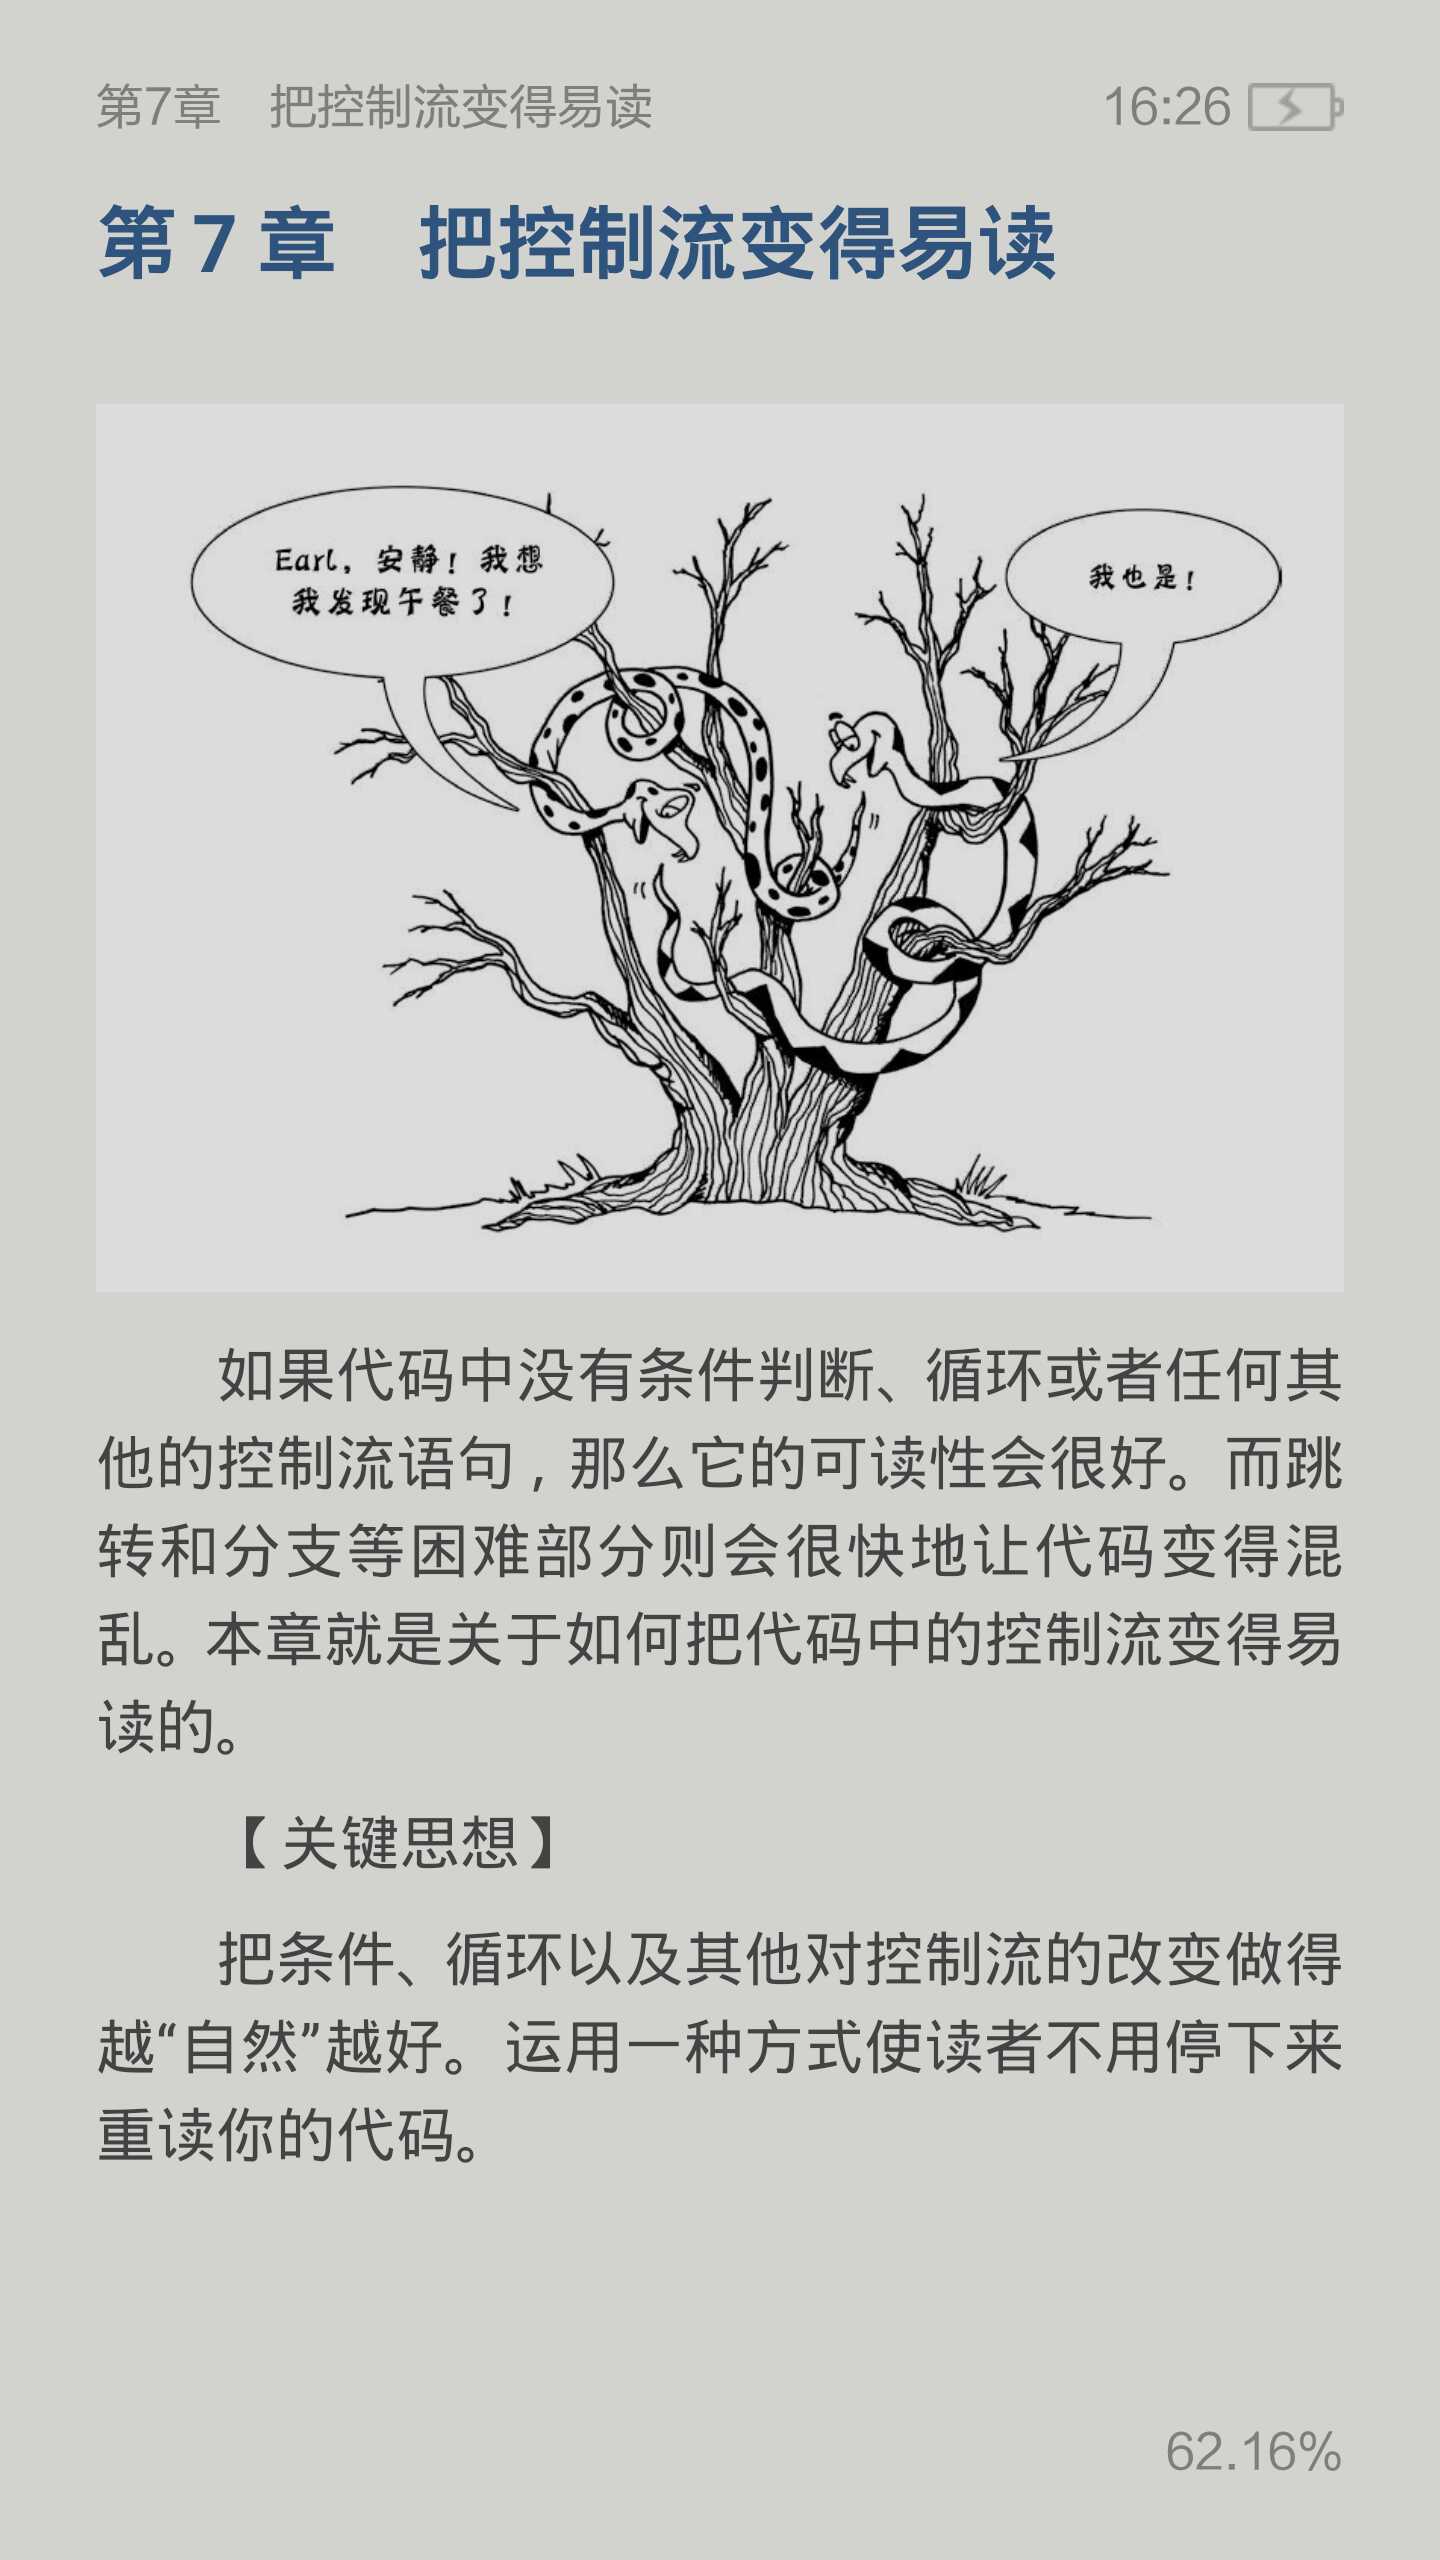 第7章　把控制流变得易读
16:26
第7章　把控制流变得易读
Earl，安静！我想
我发现午餐了！
我也是！
如果代码中没有条件判断、循环或者任何其
他的控制流语句，那么它的可读性会很好。而跳
转和分支等困难部分则会很快地让代码变得混
乱。本章就是关于如何把代码中的控制流变得易
读的。
【关键思想】
把条件、循环以及其他对控制流的改变做得
越“自然”越好。运用一种方式使读者不用停下来
重读你的代码。
62.16%